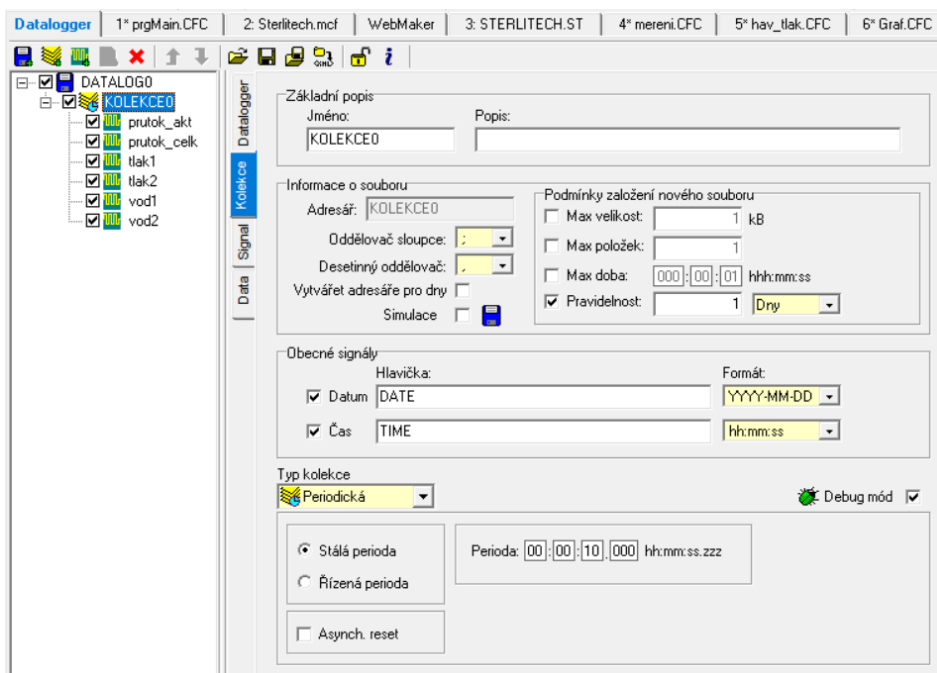 Datalogger 1* prgMain.CFC 2: Sterlitech.mcf WebMaker 3: STERLITECH.ST 4* mereni.CFC 5* hav_tlak.CFC 6* Graf.CFC
DATALOG0
KOLEKCE0
prutok_akt
prutok_celk
tlak1
tlak2
vod1
vod2
Datalogger
Kolekce
Signal
Data
Základní popis
Jméno: Popis:
KOLEKCE0
Informace o souboru
Adresář: KOLEKCE0
Oddělovač sloupce: ;
Desetinný oddělovač: ,
Vytvářet adresáře pro dny
Simulace
Podmínky založení nového souboru
Max velikost: 1 kB
Max položek: 1
Max doba: 000:00:01 hhh:mm:ss
Pravidelnost: 1 Dny
Obecné signály
Hlavička: Formát:
Datum DATE YYYY-MM-DD
Čas TIME hh:mm:ss
Typ kolekce
Periodická Debug mód
Stálá perioda
Řízená perioda
Perioda: 00:00:10.000 hh:mm:ss.zzz
Asynch. reset